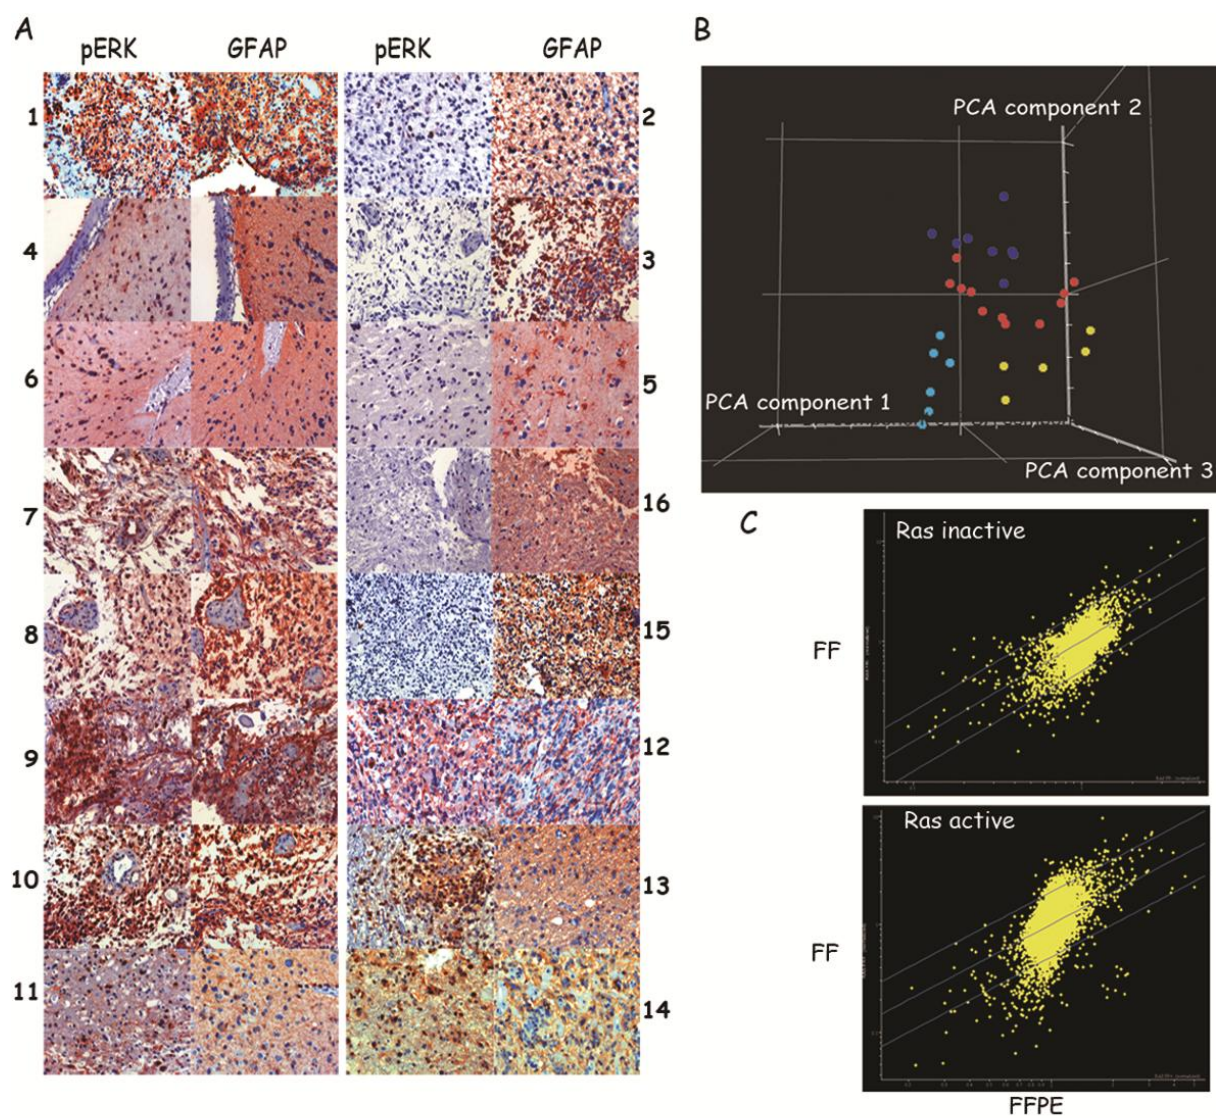 A
pERK GFAP pERK GFAP
1 2
4 3
6 5
7 16
8 15
9 12
10 13
11 14
B
PCA component 2
PCA component 1
PCA component 3
C
Ras inactive
FF
Ras active
FF
FFPE